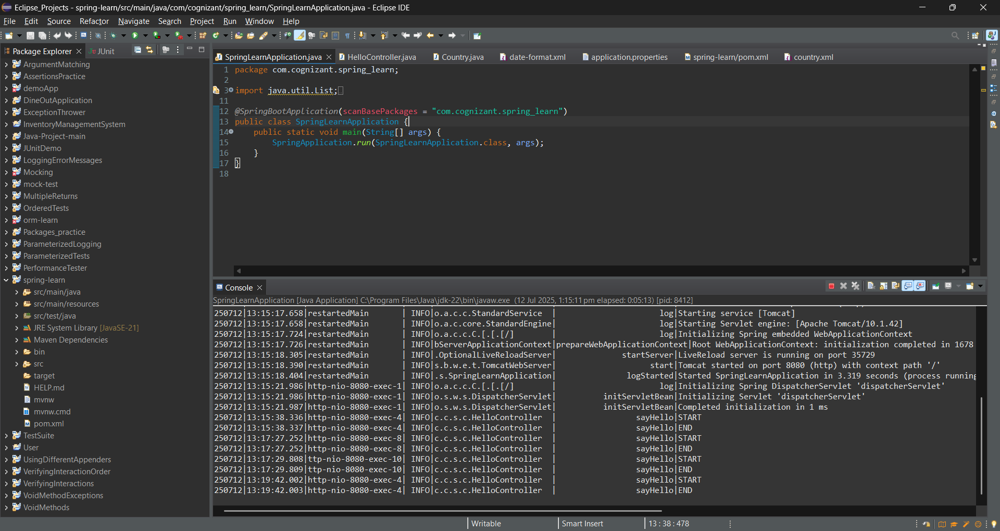 Eclipse_Projects - spring-learn/src/main/java/com/cognizant/spring_learn/SpringLearnApplication.java - Eclipse IDE
File Edit Source Refactor Navigate Search Project Run Window Help
Package Explorer JUnit
ArgumentMatching
AssertionsPractice
demoApp
DineOutApplication
ExceptionThrower
InventoryManagementSystem
Java-Project-main
JUnitDemo
LoggingErrorMessages
Mocking
mock-test
MultipleReturns
OrderedTests
orm-learn
Packages_practice
ParameterizedLogging
ParameterizedTests
PerformanceTester
spring-learn
src/main/java
src/main/resources
src/test/java
JRE System Library [JavaSE-21]
Maven Dependencies
bin
src
target
HELP.md
mvnw
mvnw.cmd
pom.xml
TestSuite
User
UsingDifferentAppenders
VerifyingInteractionOrder
VerifyingInteractions
VoidMethodExceptions
VoidMethods
SpringLearnApplication.java HelloController.java Country.java date-format.xml application.properties spring-learn/pom.xml country.xml
1 package com.cognizant.spring_learn;
2
3 import java.util.List;
11
12 @SpringBootApplication(scanBasePackages = "com.cognizant.spring_learn")
13 public class SpringLearnApplication {
14 public static void main(String[] args) {
15 SpringApplication.run(SpringLearnApplication.class, args);
16 }
17 }
18
Console
SpringLearnApplication [Java Application] C:\Program Files\Java\jdk-22\bin\javaw.exe (12 Jul 2025, 1:15:11 pm elapsed: 0:05:13) [pid: 8412]
250712|13:15:17.658|restartedMain | INFO|o.a.c.c.StandardService | log|Starting service [Tomcat]
250712|13:15:17.658|restartedMain | INFO|o.a.c.core.StandardEngine| log|Starting Servlet engine: [Apache Tomcat/10.1.42]
250712|13:15:17.724|restartedMain | INFO|o.a.c.c.C.[.[.[/] | log|Initializing Spring embedded WebApplicationContext
250712|13:15:17.726|restartedMain | INFO|bServerApplicationContext|prepareWebApplicationContext|Root WebApplicationContext: initialization completed in 1678
250712|13:15:18.305|restartedMain | INFO|.OptionalLiveReloadServer| startServer|LiveReload server is running on port 35729
250712|13:15:18.390|restartedMain | INFO|s.b.w.e.t.TomcatWebServer| start|Tomcat started on port 8080 (http) with context path '/'
250712|13:15:18.404|restartedMain | INFO|.s.SpringLearnApplication| logStarted|Started SpringLearnApplication in 3.319 seconds (process running
250712|13:15:21.986|http-nio-8080-exec-1| INFO|o.a.c.c.C.[.[.[/] | log|Initializing Spring DispatcherServlet 'dispatcherServlet'
250712|13:15:21.986|http-nio-8080-exec-1| INFO|o.s.w.s.DispatcherServlet| initServletBean|Initializing Servlet 'dispatcherServlet'
250712|13:15:21.987|http-nio-8080-exec-1| INFO|o.s.w.s.DispatcherServlet| initServletBean|Completed initialization in 1 ms
250712|13:15:38.336|http-nio-8080-exec-4| INFO|c.c.s.c.HelloController | sayHello|START
250712|13:15:38.337|http-nio-8080-exec-4| INFO|c.c.s.c.HelloController | sayHello|END
250712|13:17:27.252|http-nio-8080-exec-8| INFO|c.c.s.c.HelloController | sayHello|START
250712|13:17:27.252|http-nio-8080-exec-8| INFO|c.c.s.c.HelloController | sayHello|END
250712|13:17:29.808|ttp-nio-8080-exec-10| INFO|c.c.s.c.HelloController | sayHello|START
250712|13:17:29.809|ttp-nio-8080-exec-10| INFO|c.c.s.c.HelloController | sayHello|END
250712|13:19:42.002|http-nio-8080-exec-4| INFO|c.c.s.c.HelloController | sayHello|START
250712|13:19:42.003|http-nio-8080-exec-4| INFO|c.c.s.c.HelloController | sayHello|END
Writable Smart Insert 13 : 38 : 478